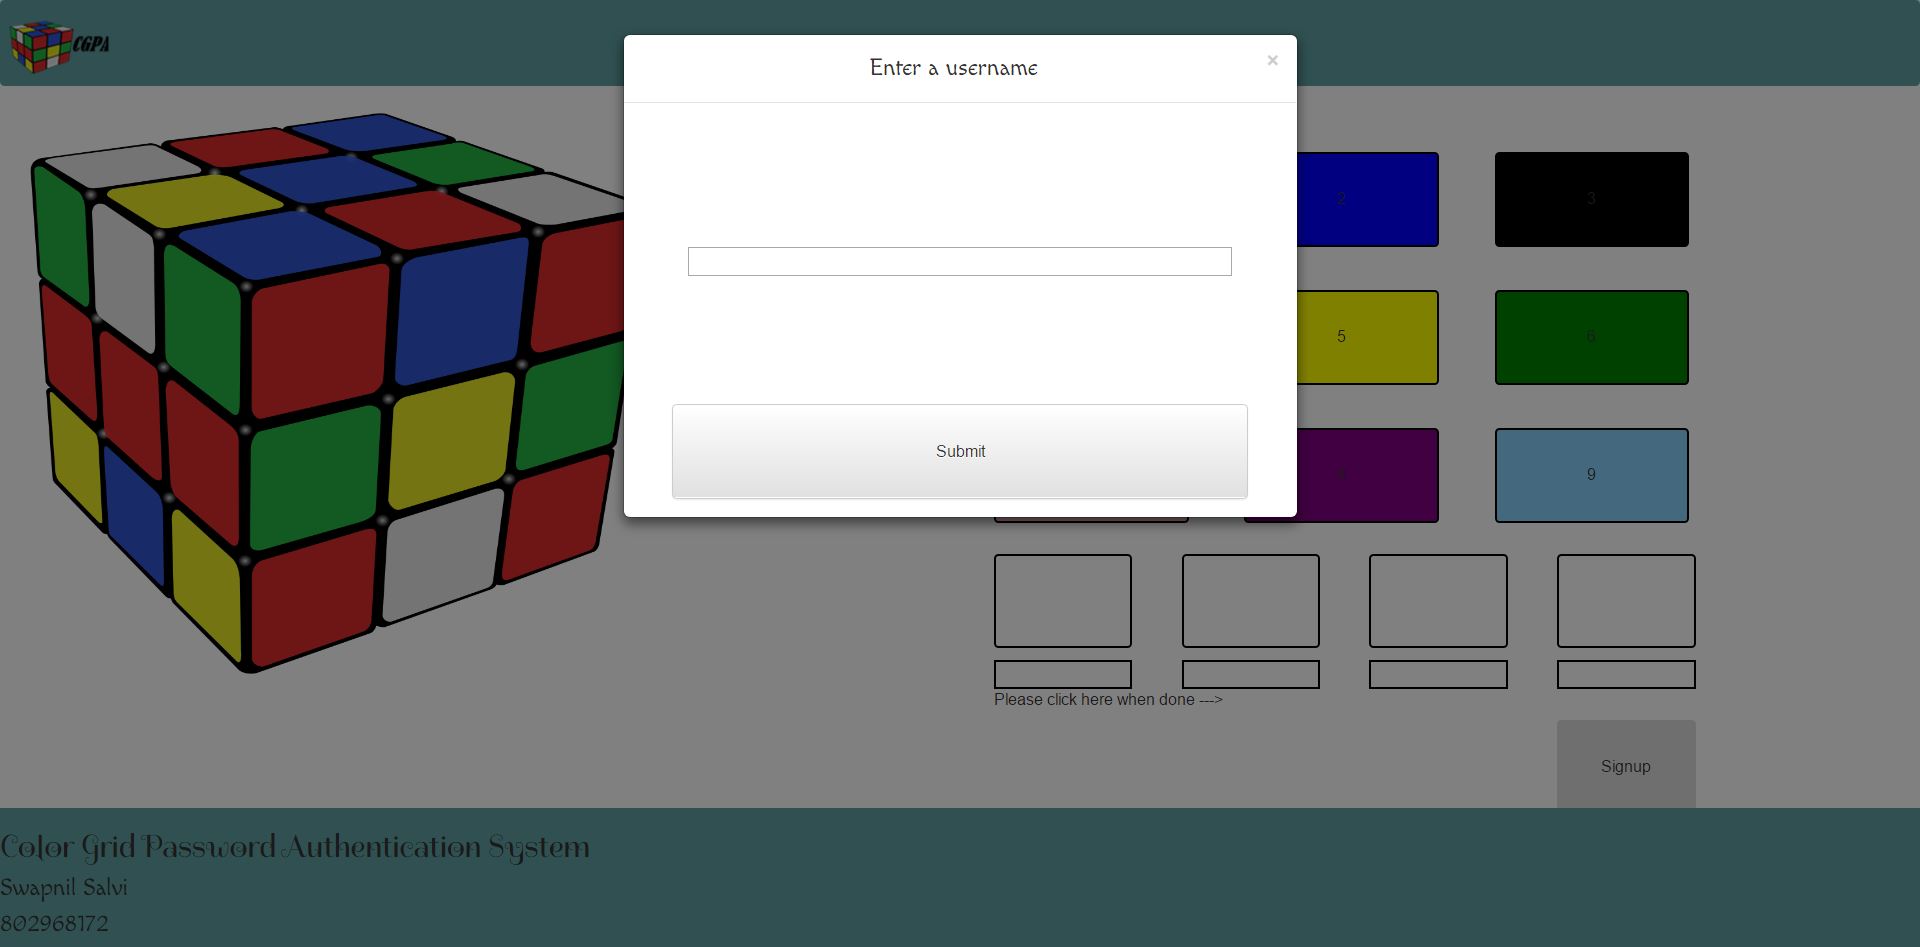 CGPA
Enter a username
×
2
3
5
6
9
Submit
Please click here when done --->
Signup
Color Grid Password Authentication System
Swapnil Salvi
802968172